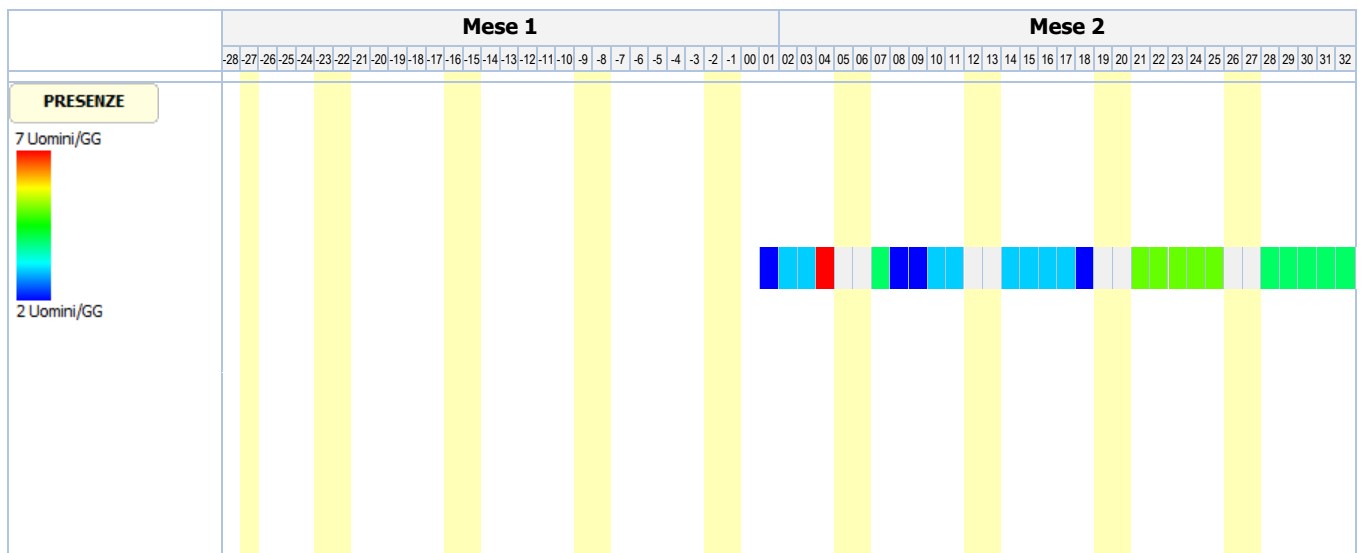 Mese 1 Mese 2
-28 -27 -26 -25 -24 -23 -22 -21 -20 -19 -18 -17 -16 -15 -14 -13 -12 -11 -10 -9 -8 -7 -6 -5 -4 -3 -2 -1 00 01 02 03 04 05 06 07 08 09 10 11 12 13 14 15 16 17 18 19 20 21 22 23 24 25 26 27 28 29 30 31 32
PRESENZE
7 Uomini/GG
2 Uomini/GG